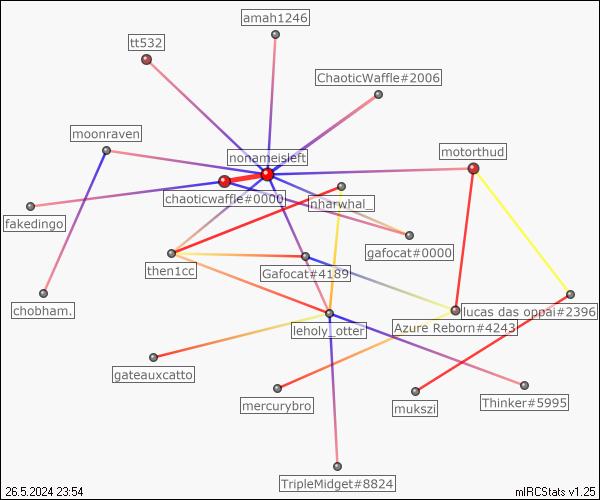 amah1246
tt532
ChaoticWaffle#2006
moonraven
nonameisleft
motorthud
chaoticwaffle#0000
nharwhal_
fakedingo
gafocat#0000
then1cc
Gafocat#4189
chobham.
lucas das oppai#2396
leholy_otter
Azure Reborn#4243
gateauxcatto
mercurybro
mukszi
Thinker#5995
TripleMidget#8824
26.5.2024 23:54
mIRCStats v1.25